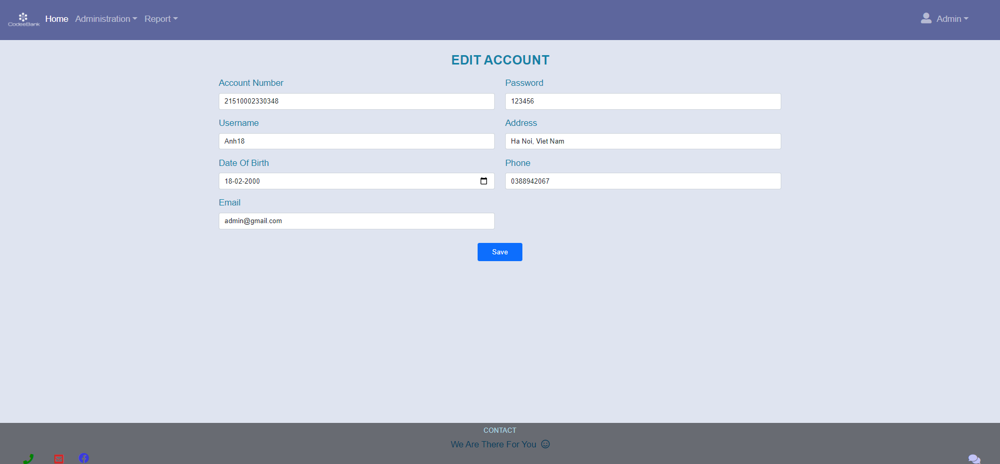 CodeeBank Home Administration Report Admin
EDIT ACCOUNT
Account Number
21510002330348
Password
123456
Username
Anh18
Address
Ha Noi, Viet Nam
Date Of Birth
18-02-2000
Phone
0388942067
Email
admin@gmail.com
Save
CONTACT
We Are There For You